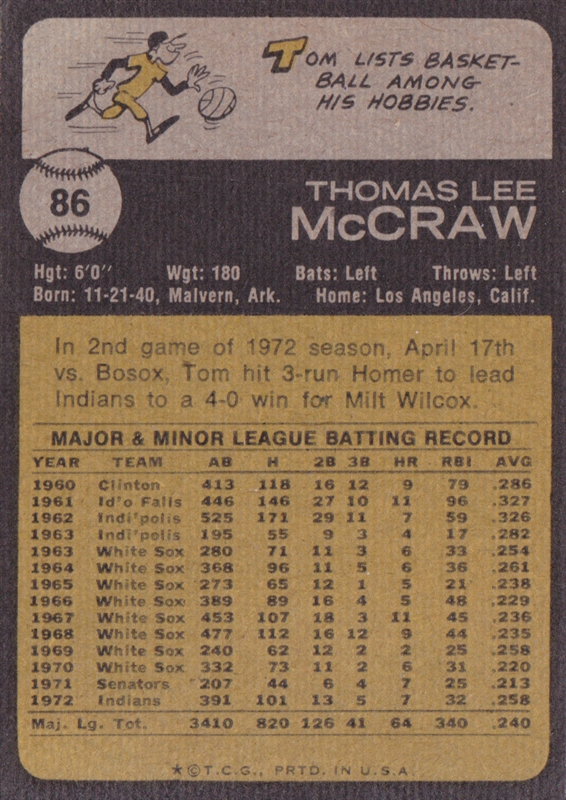 TOM LISTS BASKET-
BALL AMONG
HIS HOBBIES.
86
THOMAS LEE
McCRAW
Hgt: 6'0" Wgt: 180 Bats: Left Throws: Left
Born: 11-21-40, Malvern, Ark. Home: Los Angeles, Calif.
In 2nd game of 1972 season, April 17th
vs. Bosox, Tom hit 3-run Homer to lead
Indians to a 4-0 win for Milt Wilcox.
MAJOR & MINOR LEAGUE BATTING RECORD
YEAR TEAM AB H 2B 3B HR RBI AVG
1960 Clinton 413 118 16 12 9 79 .286
1961 Id'o Falls 446 146 27 10 11 96 .327
1962 Indi'polis 525 171 29 11 7 59 .326
1963 Indi'polis 195 55 9 3 4 17 .282
1963 White Sox 280 71 11 3 6 33 .254
1964 White Sox 368 96 11 5 6 36 .261
1965 White Sox 273 65 12 1 5 21 .238
1966 White Sox 389 89 16 4 5 48 .229
1967 White Sox 453 107 18 3 11 45 .236
1968 White Sox 477 112 16 12 9 44 .235
1969 White Sox 240 62 12 2 2 25 .258
1970 White Sox 332 73 11 2 6 31 .220
1971 Senators 207 44 6 4 7 25 .213
1972 Indians 391 101 13 5 7 32 .258
Maj. Lg. Tot. 3410 820 126 41 64 340 .240
★©T.C.G., PRTD. IN U.S.A.